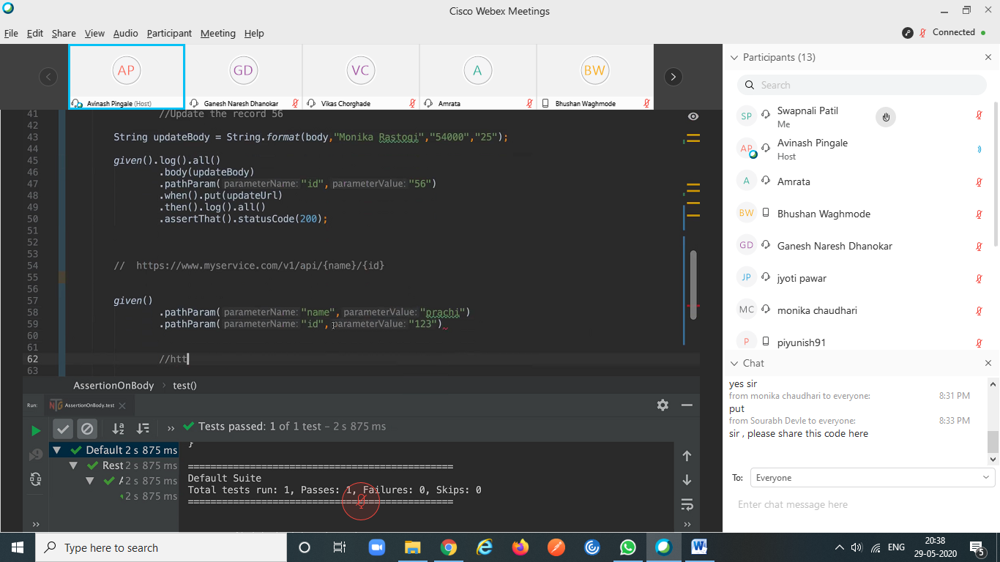 Cisco Webex Meetings
File Edit Share View Audio Participant Meeting Help
Connected
AP
GD
VC
A
BW
Avinash Pingale (Host)
Ganesh Naresh Dhanokar
Vikas Chorghade
Amrata
Bhushan Waghmode
41 //Update the record 56
42
43 String updateBody = String.format(body,"Monika Rastogi","54000","25");
44
45 given().log().all()
46 .body(updateBody)
47 .pathParam( parameterName: "id", parameterValue: "56")
48 .when().put(updateUrl)
49 .then().log().all()
50 .assertThat().statusCode(200);
51
52
53
54 // https://www.myservice.com/v1/api/{name}/{id}
55
56
57 given()
58 .pathParam( parameterName: "name", parameterValue: "prachi")
59 .pathParam( parameterName: "id", parameterValue: "123")
60
61
62 //htt
63
AssertionOnBody › test()
Run: AssertionOnBody.test
Tests passed: 1 of 1 test – 2 s 875 ms
Default 2 s 875 ms
Rest 2 s 875 ms
2 s 875 ms
2 s 875 ms
}
===============================================
Default Suite
Total tests run: 1, Passes: 1, Failures: 0, Skips: 0
===============================================
Participants (13)
Search
SP Swapnali Patil
Me
AP Avinash Pingale
Host
A Amrata
BW Bhushan Waghmode
GD Ganesh Naresh Dhanokar
JP jyoti pawar
MC monika chaudhari
P piyunish91
Chat
yes sir
from monika chaudhari to everyone: 8:31 PM
put
from Sourabh Devle to everyone: 8:33 PM
sir , please share this code here
To: Everyone
Enter chat message here
Type here to search
ENG
20:38
29-05-2020
5